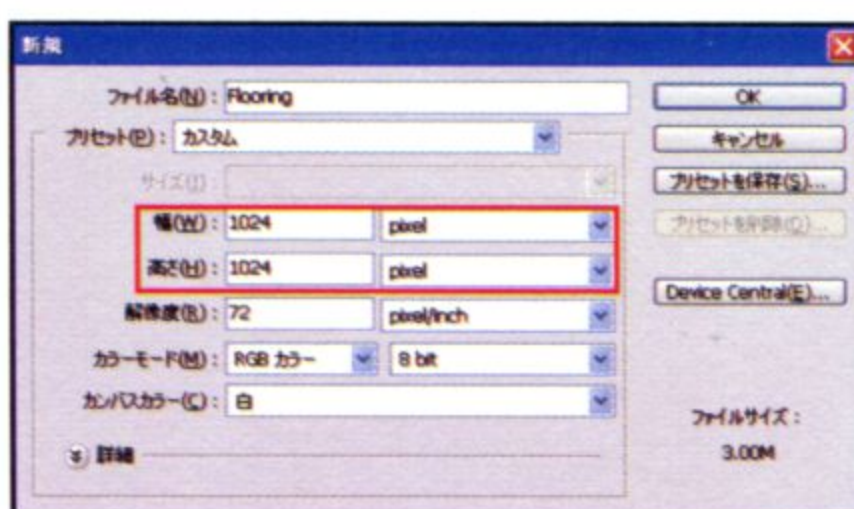 新規
ファイル名(N): Flooring
OK
プリセット(P): カスタム
キャンセル
サイズ(I):
プリセットを保存(S)...
幅(W): 1024 pixel
プリセットを削除(D)...
高さ(H): 1024 pixel
Device Central(E)...
解像度(R): 72 pixel/inch
カラーモード(M): RGB カラー 8 bit
カンバスカラー(C): 白
ファイルサイズ:
詳細
3.00M